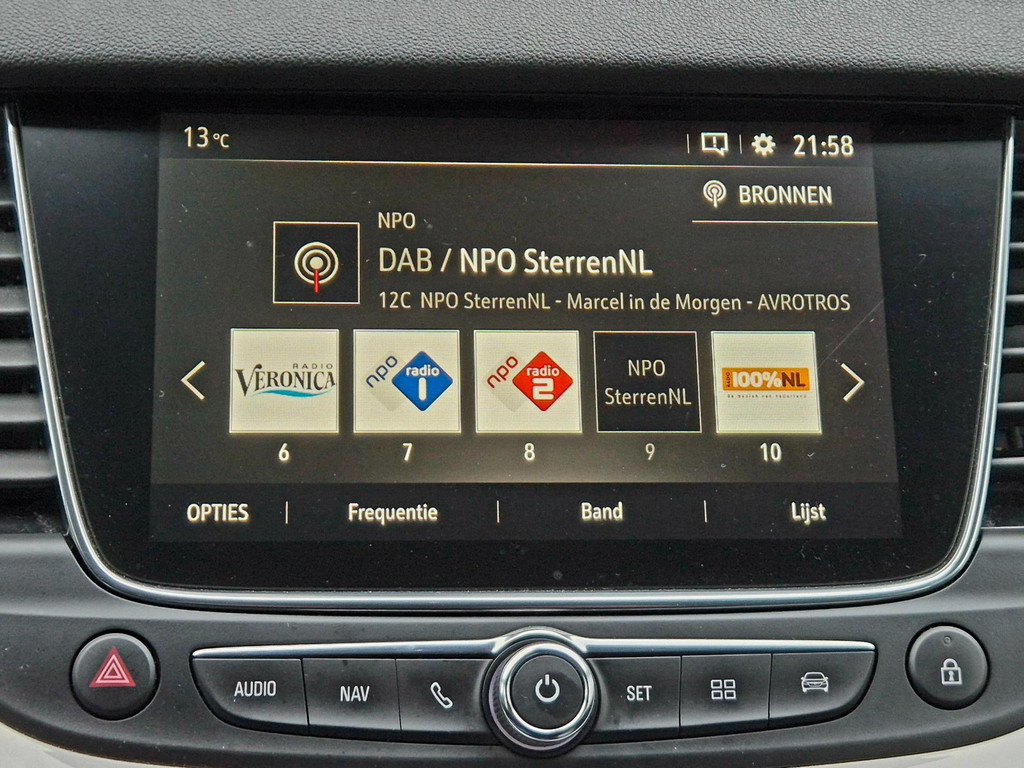 13°C
21:58
BRONNEN
NPO
DAB / NPO SterrenNL
12C NPO SterrenNL - Marcel in de Morgen - AVROTROS
RADIO
VERONICA
npo radio 1
npo radio 2
NPO
SterrenNL
RADIO 100%NL
6
7
8
9
10
OPTIES
Frequentie
Band
Lijst
AUDIO
NAV
SET